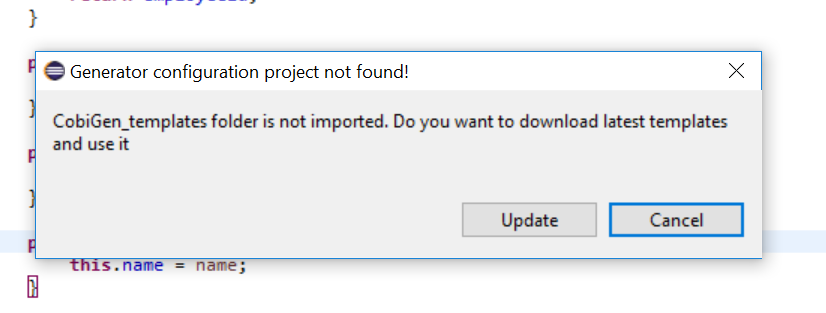 }
p
Generator configuration project not found!
}
CobiGen_templates folder is not imported. Do you want to download latest templates
and use it
p
}
Update
Cancel
p
this.name = name;
}